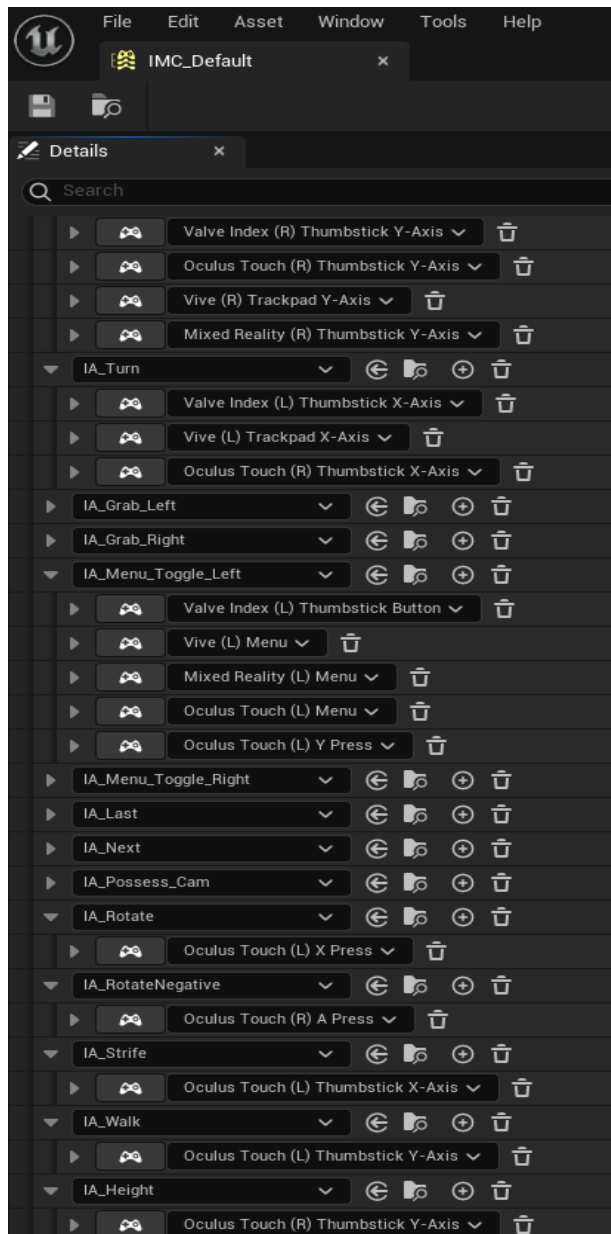 File Edit Asset Window Tools Help
IMC_Default
Details
Search
Valve Index (R) Thumbstick Y-Axis
Oculus Touch (R) Thumbstick Y-Axis
Vive (R) Trackpad Y-Axis
Mixed Reality (R) Thumbstick Y-Axis
IA_Turn
Valve Index (L) Thumbstick X-Axis
Vive (L) Trackpad X-Axis
Oculus Touch (R) Thumbstick X-Axis
IA_Grab_Left
IA_Grab_Right
IA_Menu_Toggle_Left
Valve Index (L) Thumbstick Button
Vive (L) Menu
Mixed Reality (L) Menu
Oculus Touch (L) Menu
Oculus Touch (L) Y Press
IA_Menu_Toggle_Right
IA_Last
IA_Next
IA_Possess_Cam
IA_Rotate
Oculus Touch (L) X Press
IA_RotateNegative
Oculus Touch (R) A Press
IA_Strife
Oculus Touch (L) Thumbstick X-Axis
IA_Walk
Oculus Touch (L) Thumbstick Y-Axis
IA_Height
Oculus Touch (R) Thumbstick Y-Axis